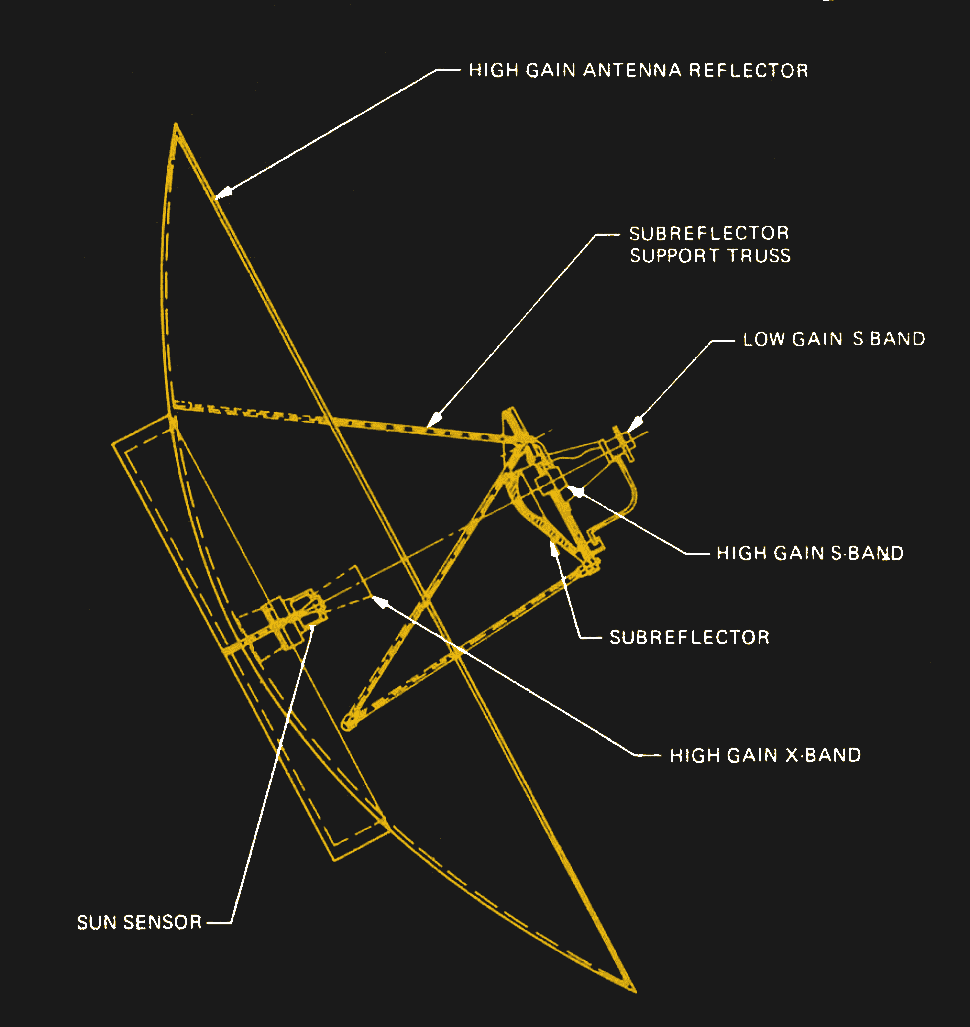 HIGH GAIN ANTENNA REFLECTOR
SUBREFLECTOR
SUPPORT TRUSS
LOW GAIN S BAND
HIGH GAIN S-BAND
SUBREFLECTOR
HIGH GAIN X-BAND
SUN SENSOR